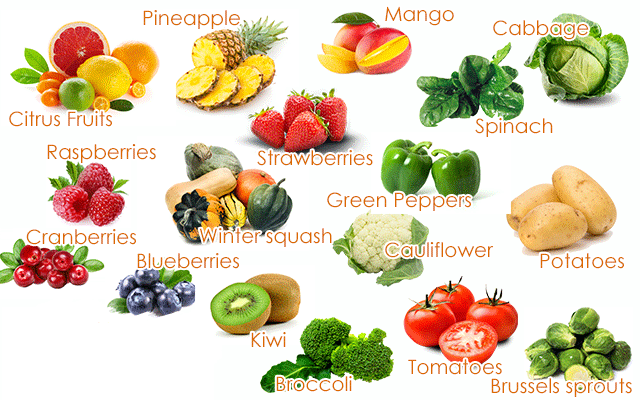 Pineapple
Mango
Cabbage
Citrus Fruits
Spinach
Raspberries
Strawberries
Green Peppers
Cranberries
Winter squash
Cauliflower
Blueberries
Potatoes
Kiwi
Tomatoes
Broccoli
Brussels sprouts